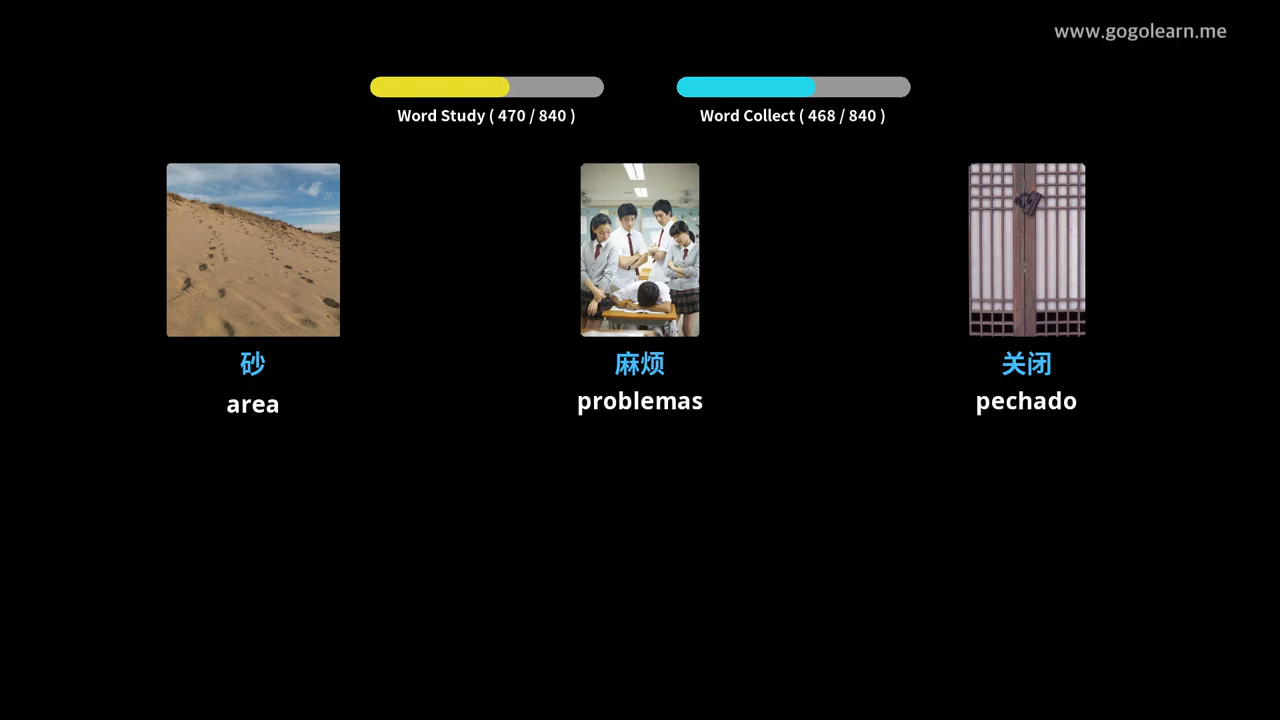 www.gogolearn.me
Word Study ( 470 / 840 )
Word Collect ( 468 / 840 )
砂
麻烦
关闭
area
problemas
pechado